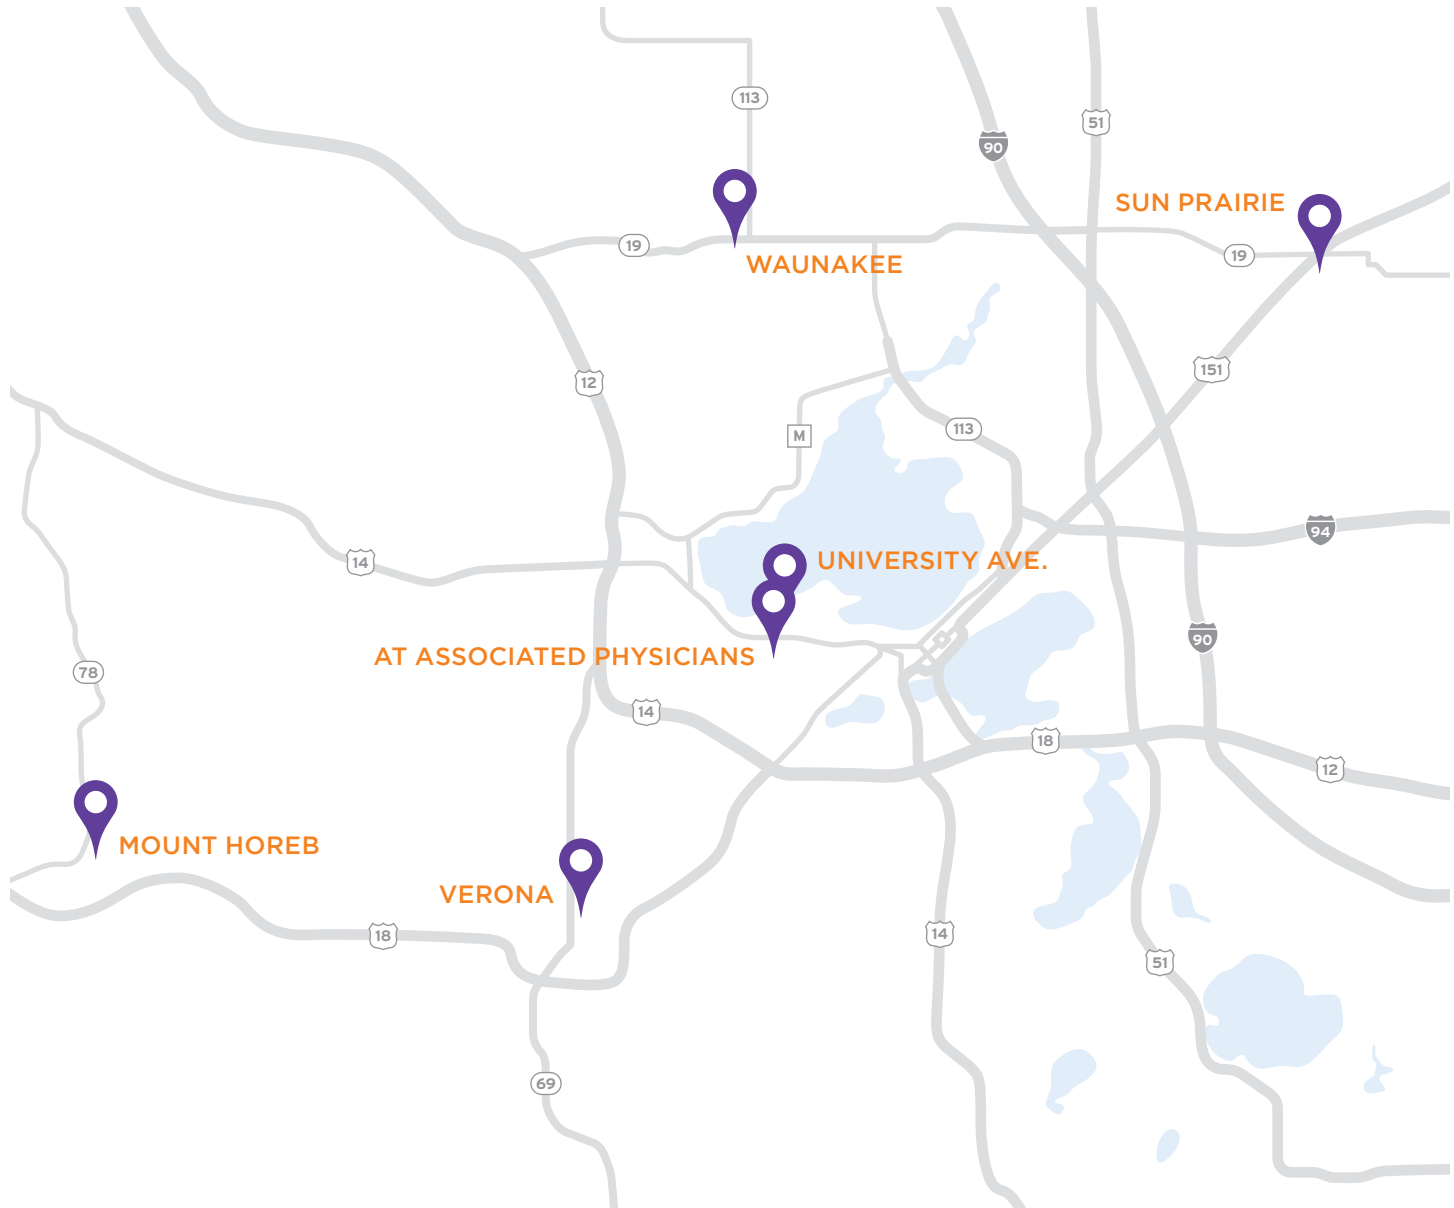 113
51
90
SUN PRAIRIE
19
19
WAUNAKEE
151
12
M
113
94
UNIVERSITY AVE.
14
90
AT ASSOCIATED PHYSICIANS
78
14
18
12
MOUNT HOREB
VERONA
18
14
51
69